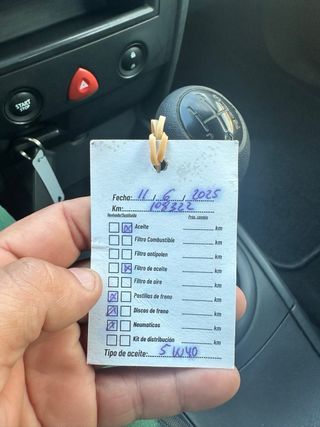 START
STOP
Fecha: 11 / 6 / 2025
Km: 108322
Revisado/Sustituido Prox. cambio
Aceite km
Filtro Combustible km
Filtro antipolen km
Filtro de aceite km
Filtro de aire km
Pastillas de freno km
Discos de freno km
Neumaticos km
Kit de distribución km
Tipo de aceite: 5W40